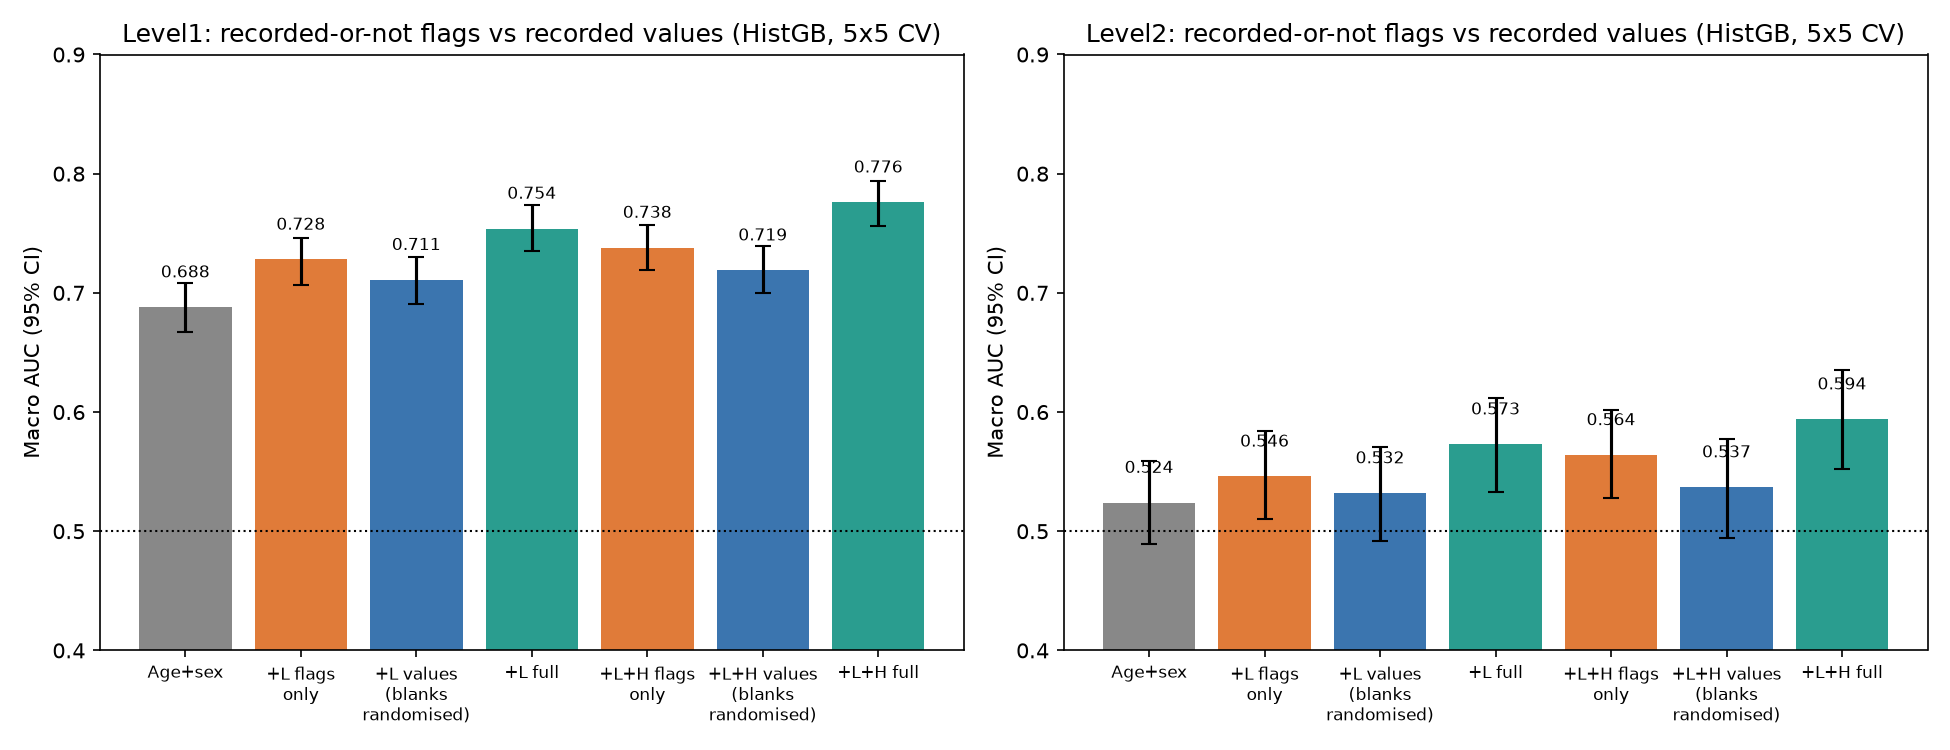 Level1: recorded-or-not flags vs recorded values (HistGB, 5x5 CV)
Macro AUC (95% CI)
0.9
0.8
0.7
0.6
0.5
0.4
0.688
0.728
0.711
0.754
0.738
0.719
0.776
Age+sex
+L flags
only
+L values
(blanks
randomised)
+L full
+L+H flags
only
+L+H values
(blanks
randomised)
+L+H full
Level2: recorded-or-not flags vs recorded values (HistGB, 5x5 CV)
Macro AUC (95% CI)
0.9
0.8
0.7
0.6
0.5
0.4
0.524
0.546
0.532
0.573
0.564
0.537
0.594
Age+sex
+L flags
only
+L values
(blanks
randomised)
+L full
+L+H flags
only
+L+H values
(blanks
randomised)
+L+H full